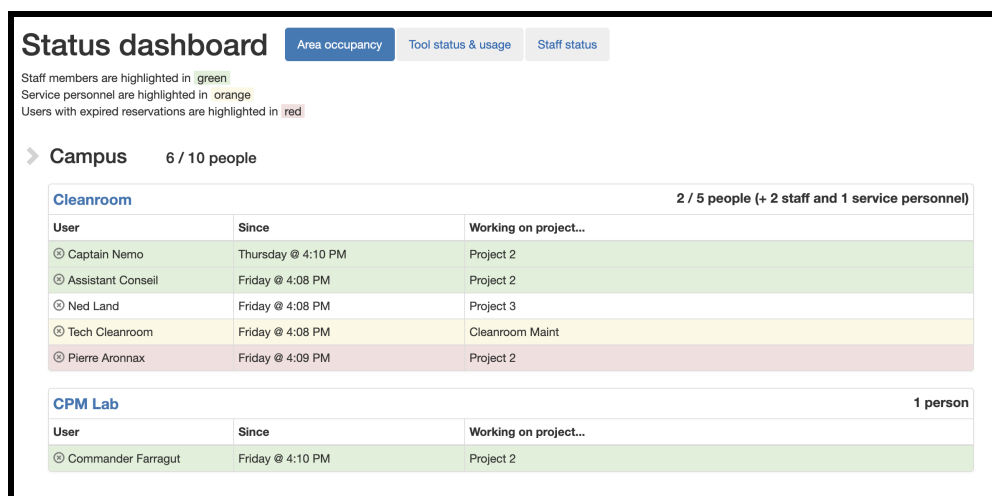 Status dashboard Area occupancy Tool status & usage Staff status
Staff members are highlighted in green
Service personnel are highlighted in orange
Users with expired reservations are highlighted in red
Campus 6 / 10 people
Cleanroom 2 / 5 people (+ 2 staff and 1 service personnel)
User Since Working on project...
Captain Nemo Thursday @ 4:10 PM Project 2
Assistant Conseil Friday @ 4:08 PM Project 2
Ned Land Friday @ 4:08 PM Project 3
Tech Cleanroom Friday @ 4:08 PM Cleanroom Maint
Pierre Aronnax Friday @ 4:09 PM Project 2
CPM Lab 1 person
User Since Working on project...
Commander Farragut Friday @ 4:10 PM Project 2